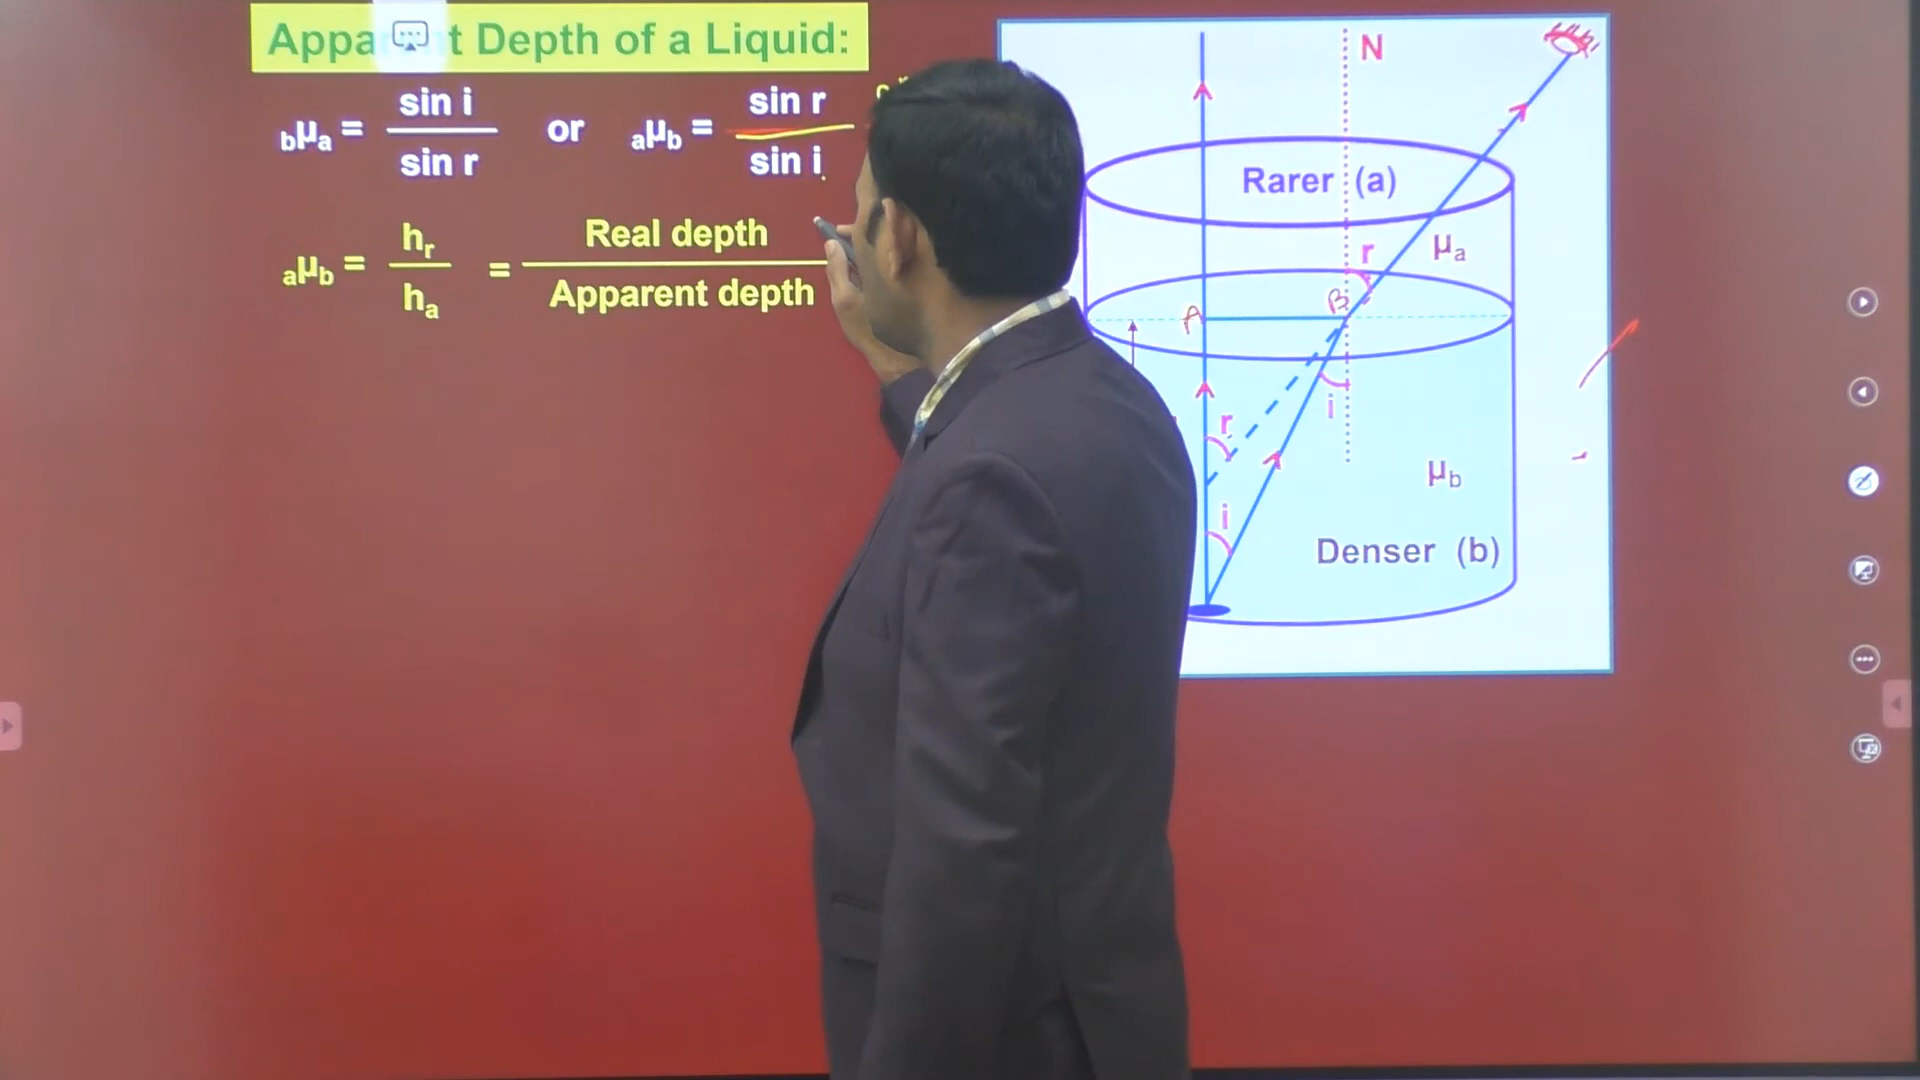 Appa t Depth of a Liquid:
bμa = sin i / sin r or aμb = sin r / sin i
aμb = hr / ha = Real depth / Apparent depth
N
Rarer (a)
r
μa
A
B
i
r
μb
i
Denser (b)